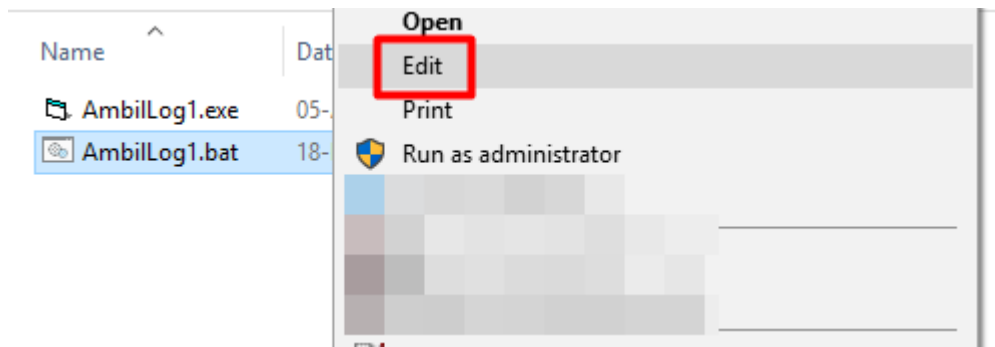 Open
Name Dat
Edit
AmbilLog1.exe 05-
Print
AmbilLog1.bat 18-
Run as administrator